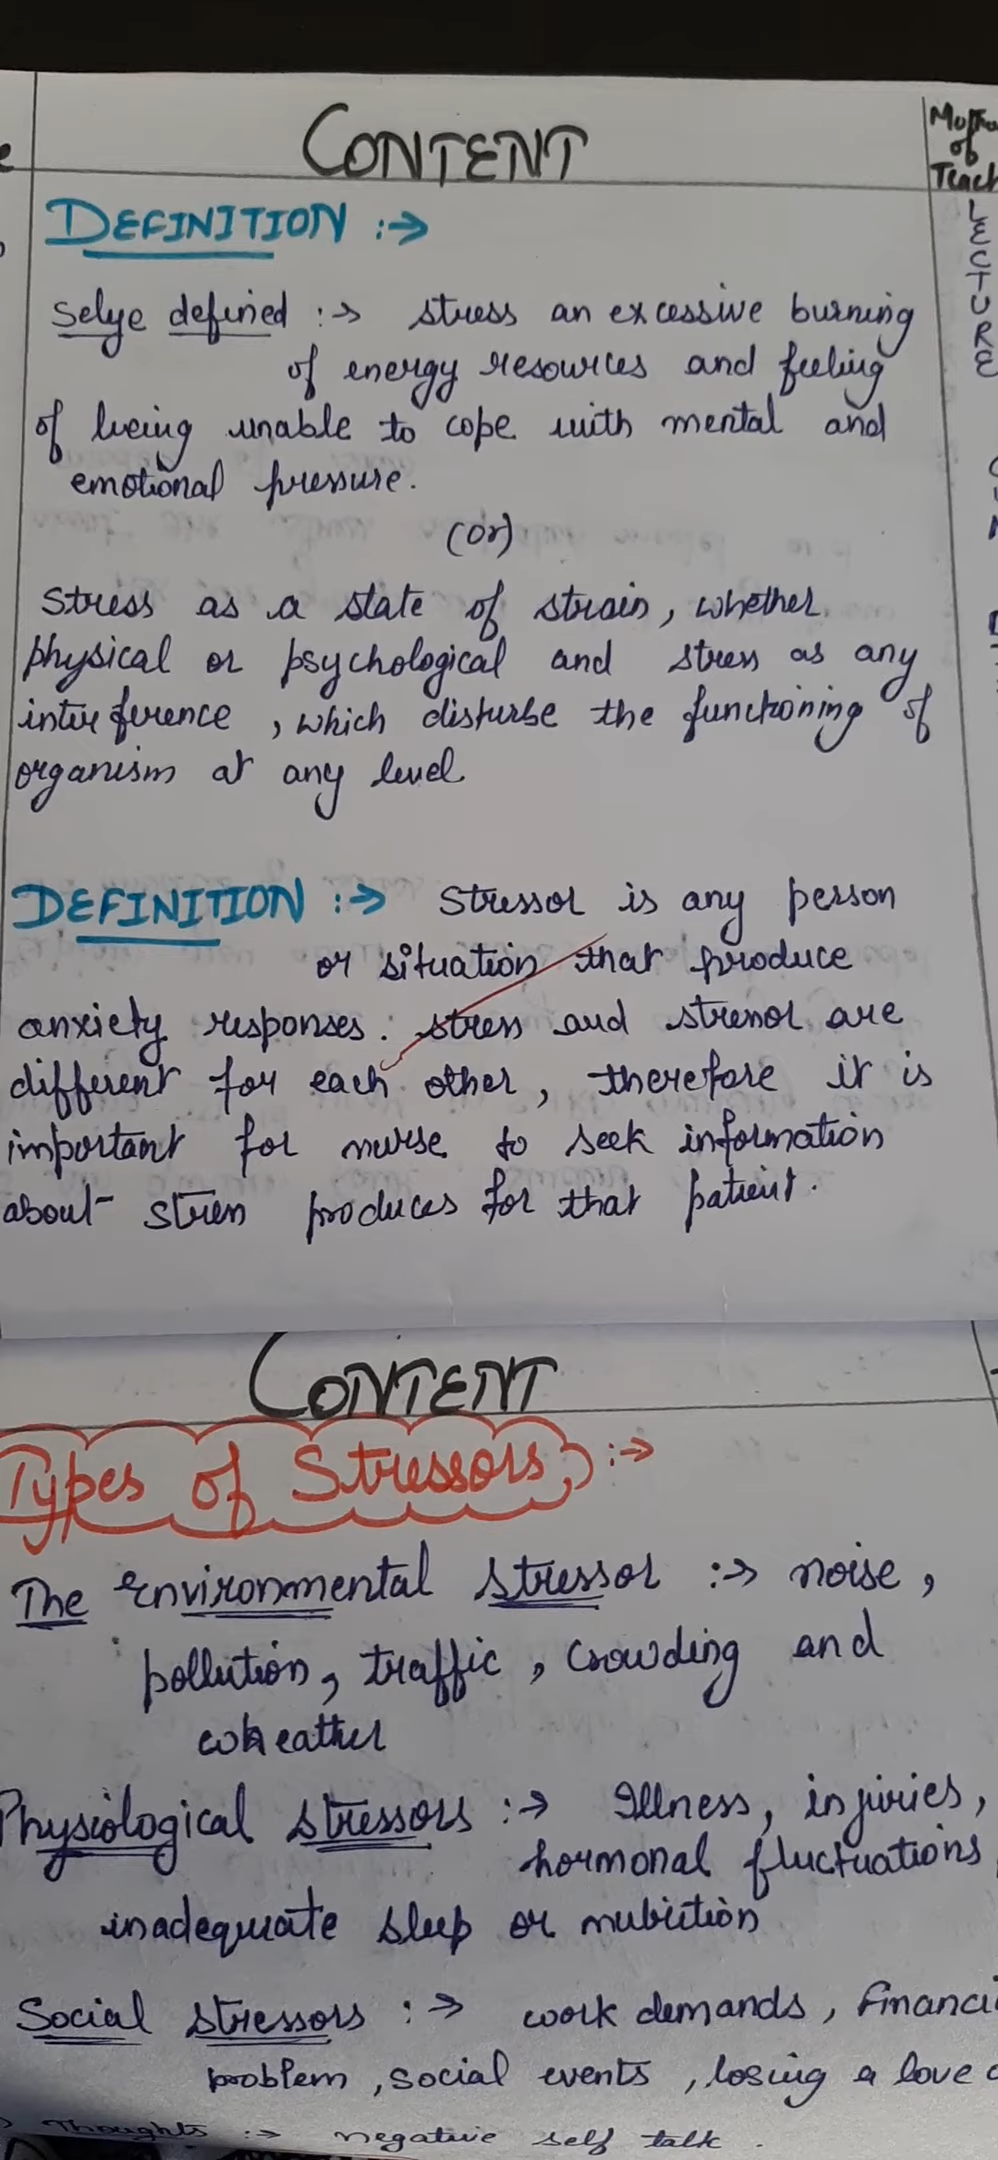 CONTENT
of
LECTURE
DEFINITION :→
Selye defined :→ stress an excessive burning
of energy resources and feeling
of being unable to cope with mental and
emotional pressure.
(or)
Stress as a state of strain, whether
physical or psychological and stress as any
interference, which disturbe the functioning of
organism at any level
DEFINITION :→ Stressor is any person
or situation that produce
anxiety responses. stress and stressor are
different for each other, therefore it is
important for nurse to seek information
about stress produces for that patient.
CONTENT
Types of Stressors :→
The Environmental stressor :→ noise,
pollution, traffic, crowding and
weather
Physiological stressors :→ Illness, injuries,
hormonal fluctuations
inadequate sleep or nutrition
Social stressors :→ work demands,
problem, social events, losing a love
Thoughts :→ negative self talk.